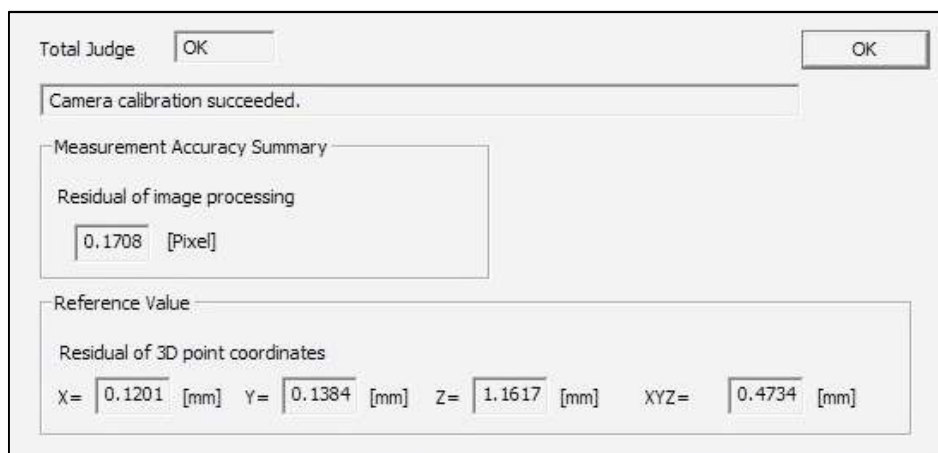 Total Judge OK OK
Camera calibration succeeded.
Measurement Accuracy Summary
Residual of image processing
0.1708 [Pixel]
Reference Value
Residual of 3D point coordinates
X= 0.1201 [mm] Y= 0.1384 [mm] Z= 1.1617 [mm] XYZ= 0.4734 [mm]